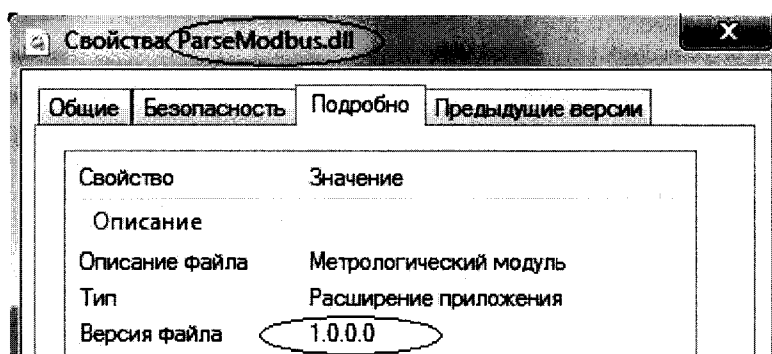 Свойства: ParseModbus.dll
X
Общие Безопасность Подробно Предыдущие версии
Свойство Значение
Описание
Описание файла Метрологический модуль
Тип Расширение приложения
Версия файла 1.0.0.0